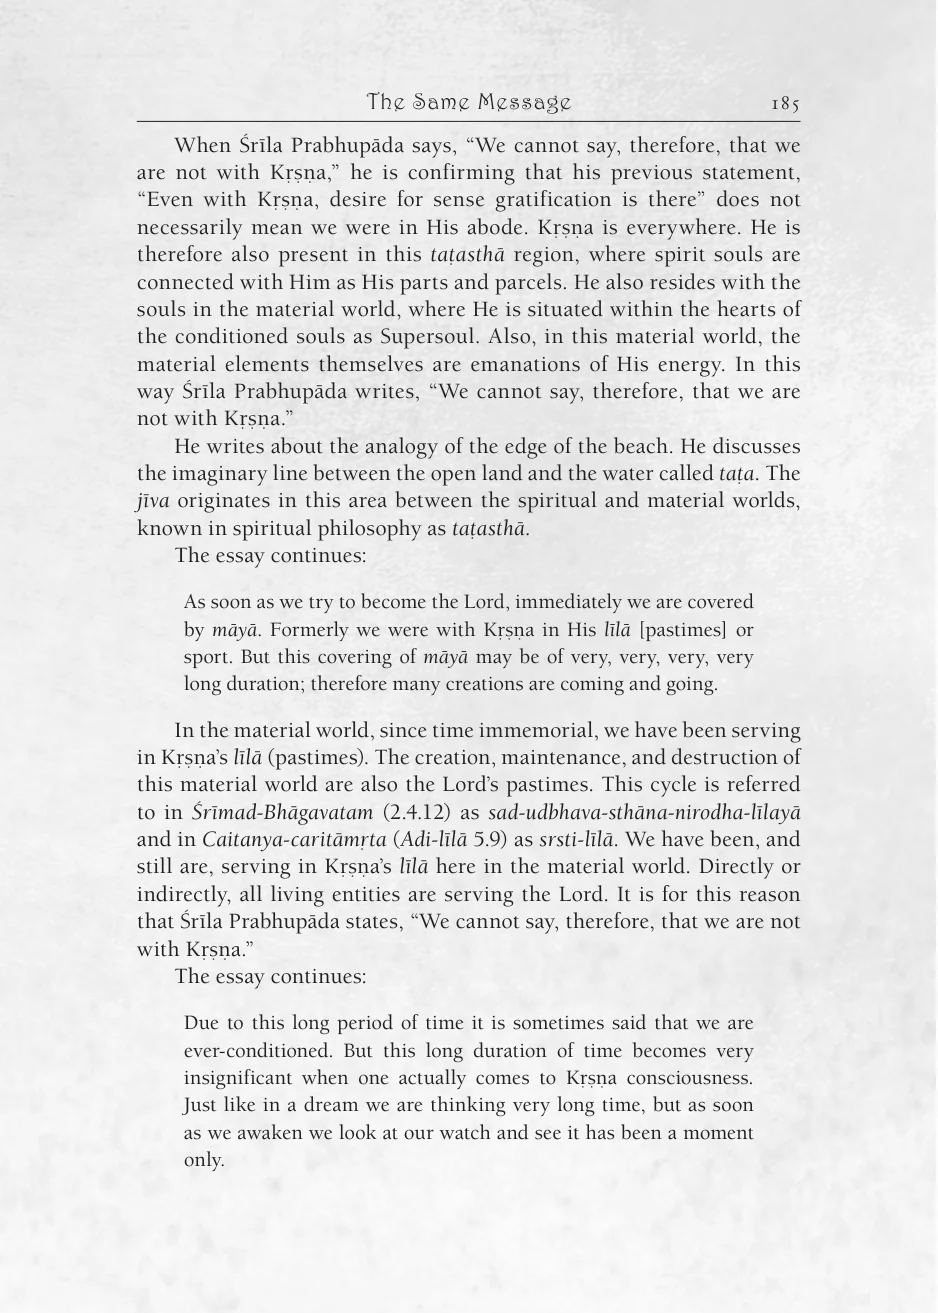 The Same Message 185
When Śrīla Prabhupāda says, “We cannot say, therefore, that we
are not with Kṛṣṇa,” he is confirming that his previous statement,
“Even with Kṛṣṇa, desire for sense gratification is there” does not
necessarily mean we were in His abode. Kṛṣṇa is everywhere. He is
therefore also present in this taṭasthā region, where spirit souls are
connected with Him as His parts and parcels. He also resides with the
souls in the material world, where He is situated within the hearts of
the conditioned souls as Supersoul. Also, in this material world, the
material elements themselves are emanations of His energy. In this
way Śrīla Prabhupāda writes, “We cannot say, therefore, that we are
not with Kṛṣṇa.”
He writes about the analogy of the edge of the beach. He discusses
the imaginary line between the open land and the water called taṭa. The
jīva originates in this area between the spiritual and material worlds,
known in spiritual philosophy as taṭasthā.
The essay continues:
As soon as we try to become the Lord, immediately we are covered
by māyā. Formerly we were with Kṛṣṇa in His līlā [pastimes] or
sport. But this covering of māyā may be of very, very, very, very
long duration; therefore many creations are coming and going.
In the material world, since time immemorial, we have been serving
in Kṛṣṇa’s līlā (pastimes). The creation, maintenance, and destruction of
this material world are also the Lord’s pastimes. This cycle is referred
to in Śrīmad-Bhāgavatam (2.4.12) as sad-udbhava-sthāna-nirodha-līlayā
and in Caitanya-caritāmṛta (Adi-līlā 5.9) as srsti-līlā. We have been, and
still are, serving in Kṛṣṇa’s līlā here in the material world. Directly or
indirectly, all living entities are serving the Lord. It is for this reason
that Śrīla Prabhupāda states, “We cannot say, therefore, that we are not
with Kṛṣṇa.”
The essay continues:
Due to this long period of time it is sometimes said that we are
ever-conditioned. But this long duration of time becomes very
insignificant when one actually comes to Kṛṣṇa consciousness.
Just like in a dream we are thinking very long time, but as soon
as we awaken we look at our watch and see it has been a moment
only.